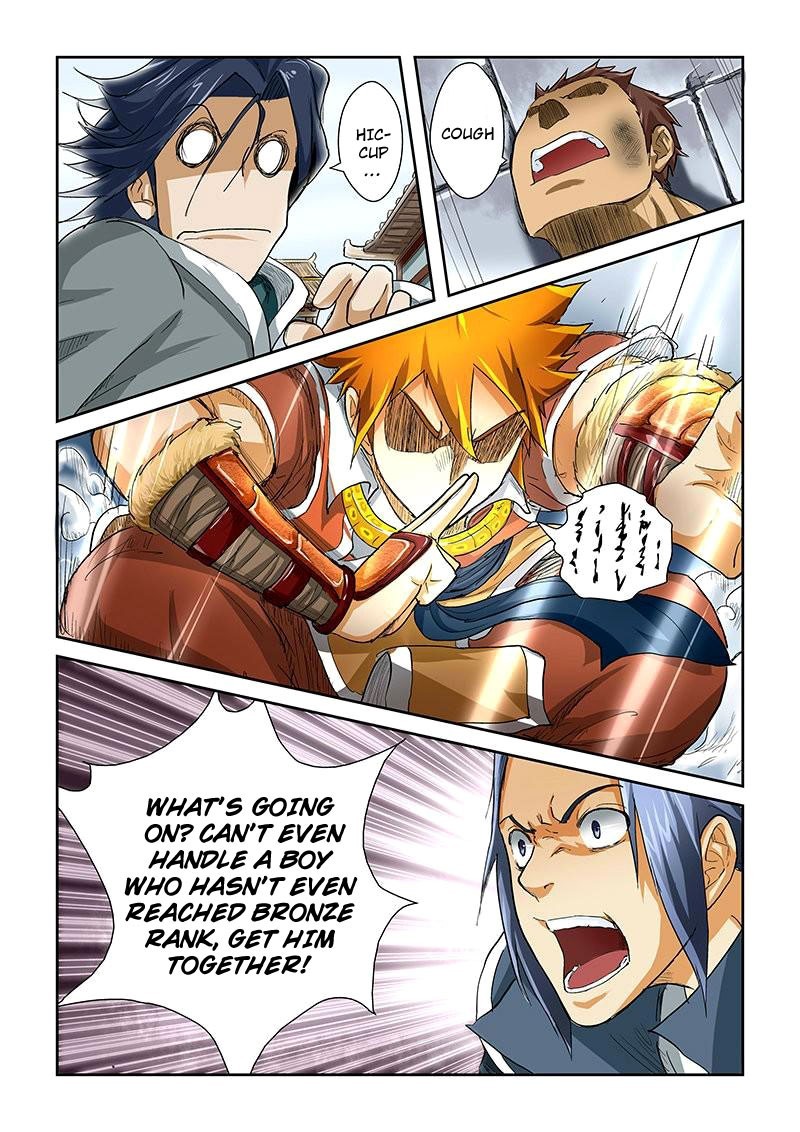 HIC-
CUP
...
COUGH
WHAT'S GOING
ON? CAN'T EVEN
HANDLE A BOY
WHO HASN'T EVEN
REACHED BRONZE
RANK, GET HIM
TOGETHER!